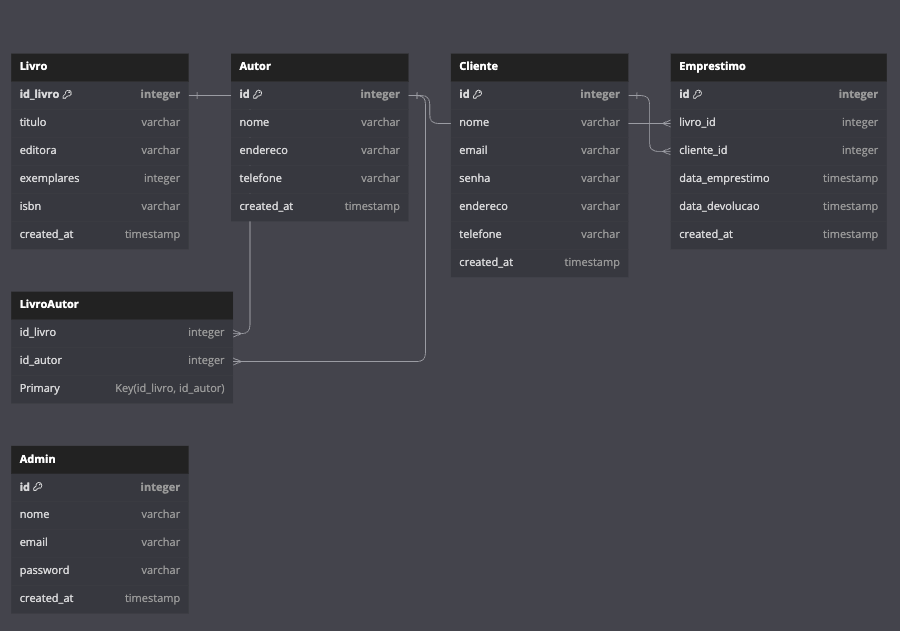 Livro
id_livro integer
titulo varchar
editora varchar
exemplares integer
isbn varchar
created_at timestamp
Autor
id integer
nome varchar
endereco varchar
telefone varchar
created_at timestamp
Cliente
id integer
nome varchar
email varchar
senha varchar
endereco varchar
telefone varchar
created_at timestamp
Emprestimo
id integer
livro_id integer
cliente_id integer
data_emprestimo timestamp
data_devolucao timestamp
created_at timestamp
LivroAutor
id_livro integer
id_autor integer
Primary Key(id_livro, id_autor)
Admin
id integer
nome varchar
email varchar
password varchar
created_at timestamp